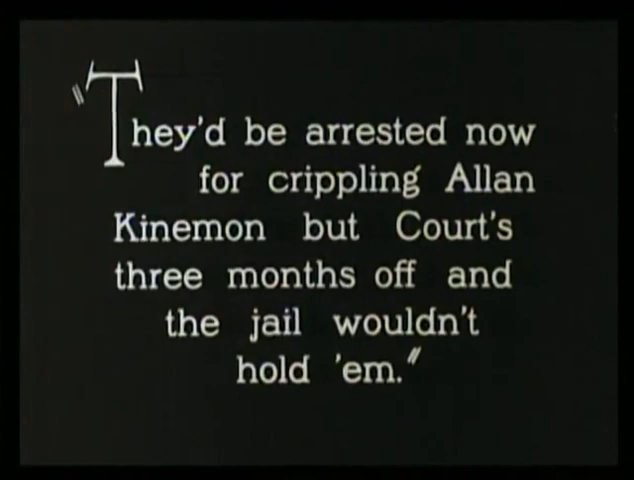 "They'd be arrested now
for crippling Allan
Kinemon but Court's
three months off and
the jail wouldn't
hold 'em."